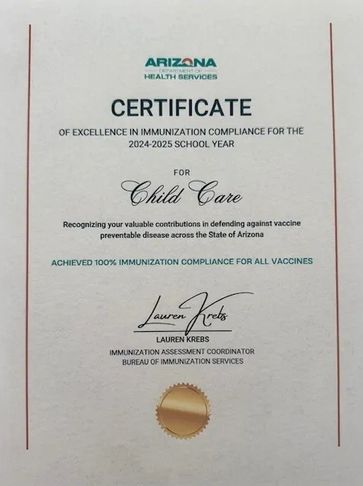 ARIZONA
DEPARTMENT OF
HEALTH SERVICES
CERTIFICATE
OF EXCELLENCE IN IMMUNIZATION COMPLIANCE FOR THE
2024-2025 SCHOOL YEAR
FOR
Child Care
Recognizing your valuable contributions in defending against vaccine
preventable disease across the State of Arizona
ACHIEVED 100% IMMUNIZATION COMPLIANCE FOR ALL VACCINES
Lauren Krebs
LAUREN KREBS
IMMUNIZATION ASSESSMENT COORDINATOR
BUREAU OF IMMUNIZATION SERVICES